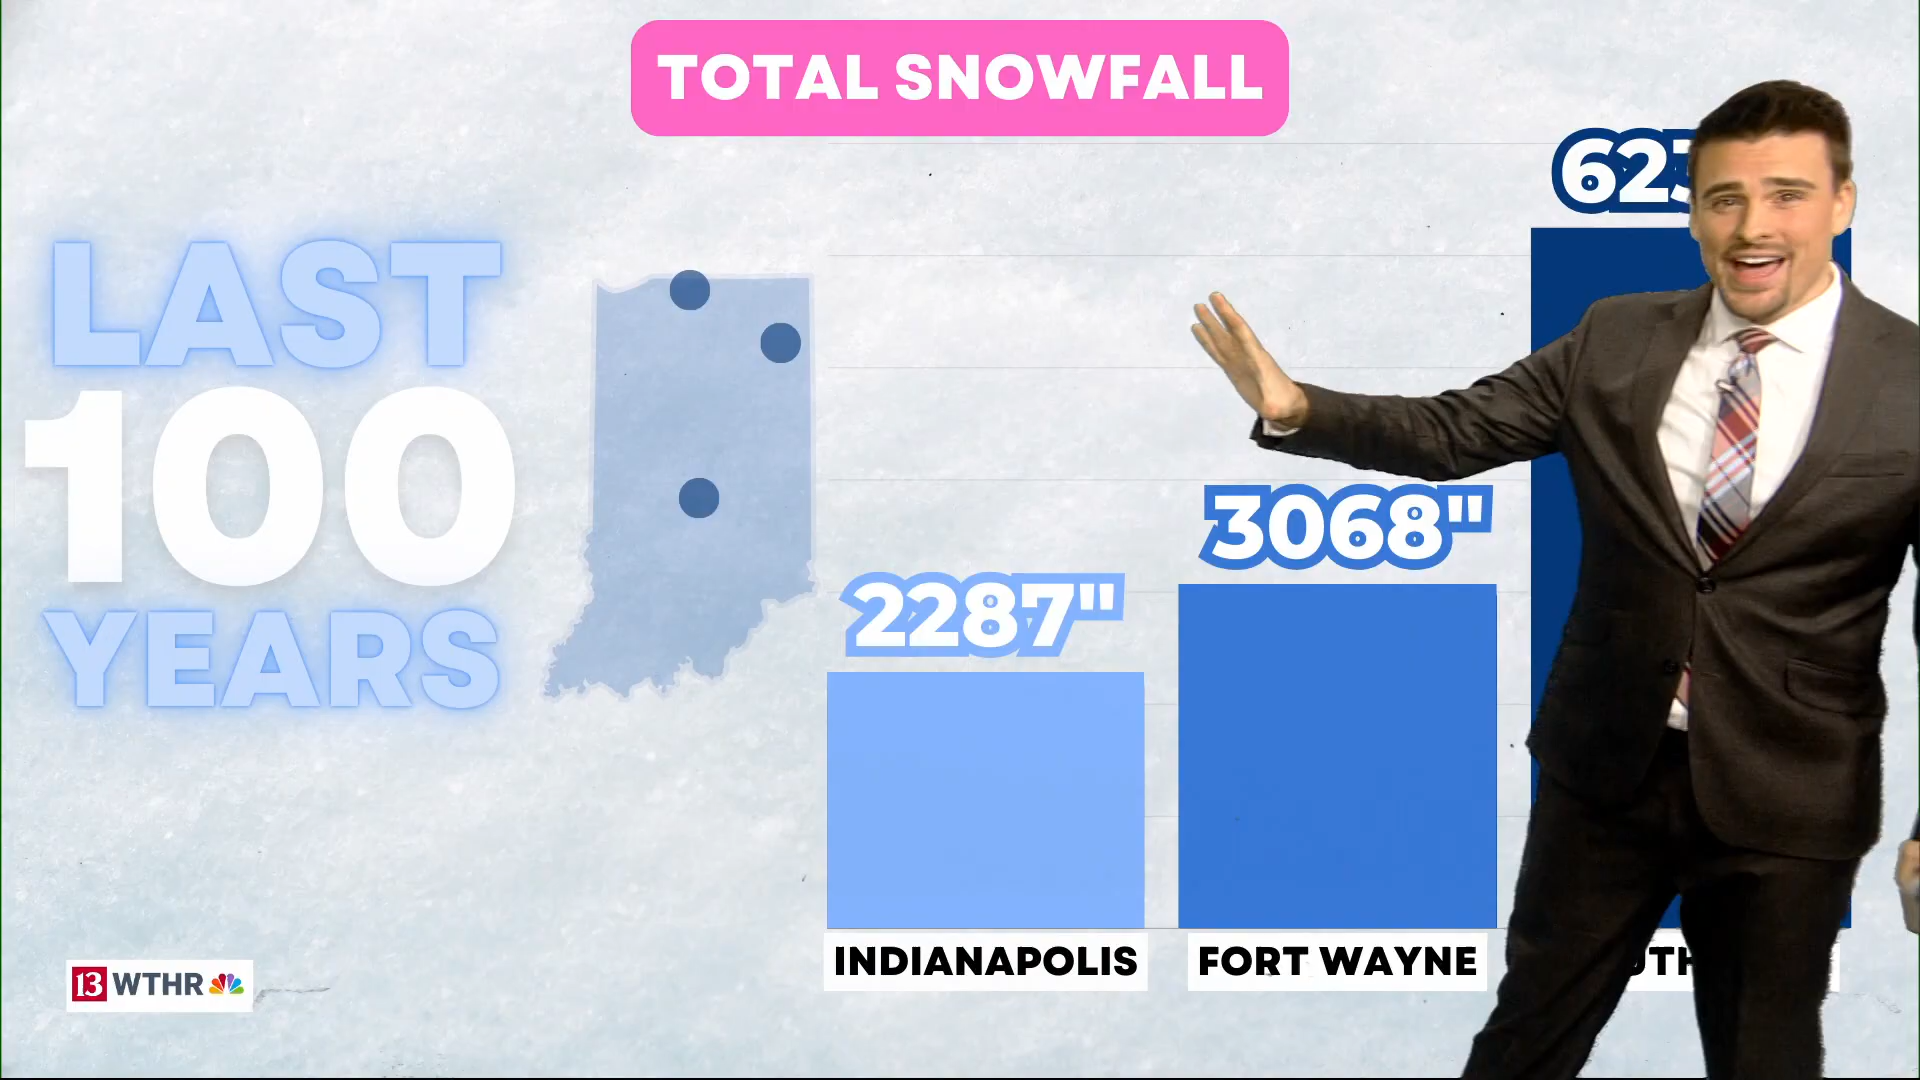 TOTAL SNOWFALL
LAST
100
YEARS
2287"
3068"
INDIANAPOLIS
FORT WAYNE
13 WTHR